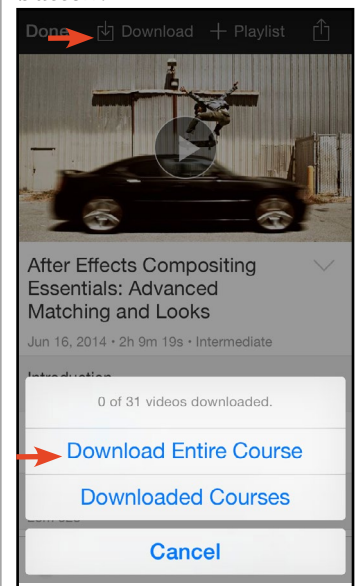 Done Download + Playlist
After Effects Compositing
Essentials: Advanced
Matching and Looks
Jun 16, 2014 • 2h 9m 19s • Intermediate
0 of 31 videos downloaded.
Download Entire Course
Downloaded Courses
Cancel